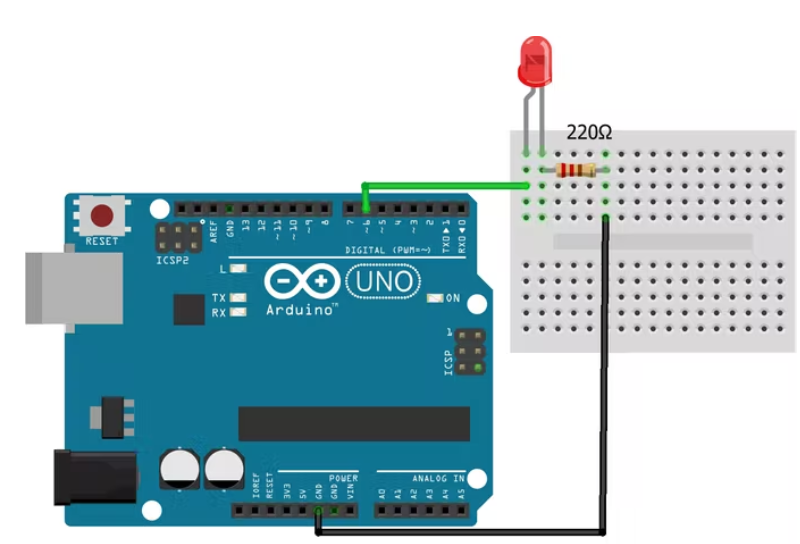 220Ω
RESET
ICSP2
AREF
GND
13
12
~11
~10
~9
8
7
~6
~5
4
~3
2
TXD▶1
RXD◀0
DIGITAL (PWM=~)
L
TX
RX
UNO
ON
Arduino™
1
ICSP
POWER
ANALOG IN
IOREF
RESET
3V3
5V
GND
GND
VIN
A0
A1
A2
A3
A4
A5